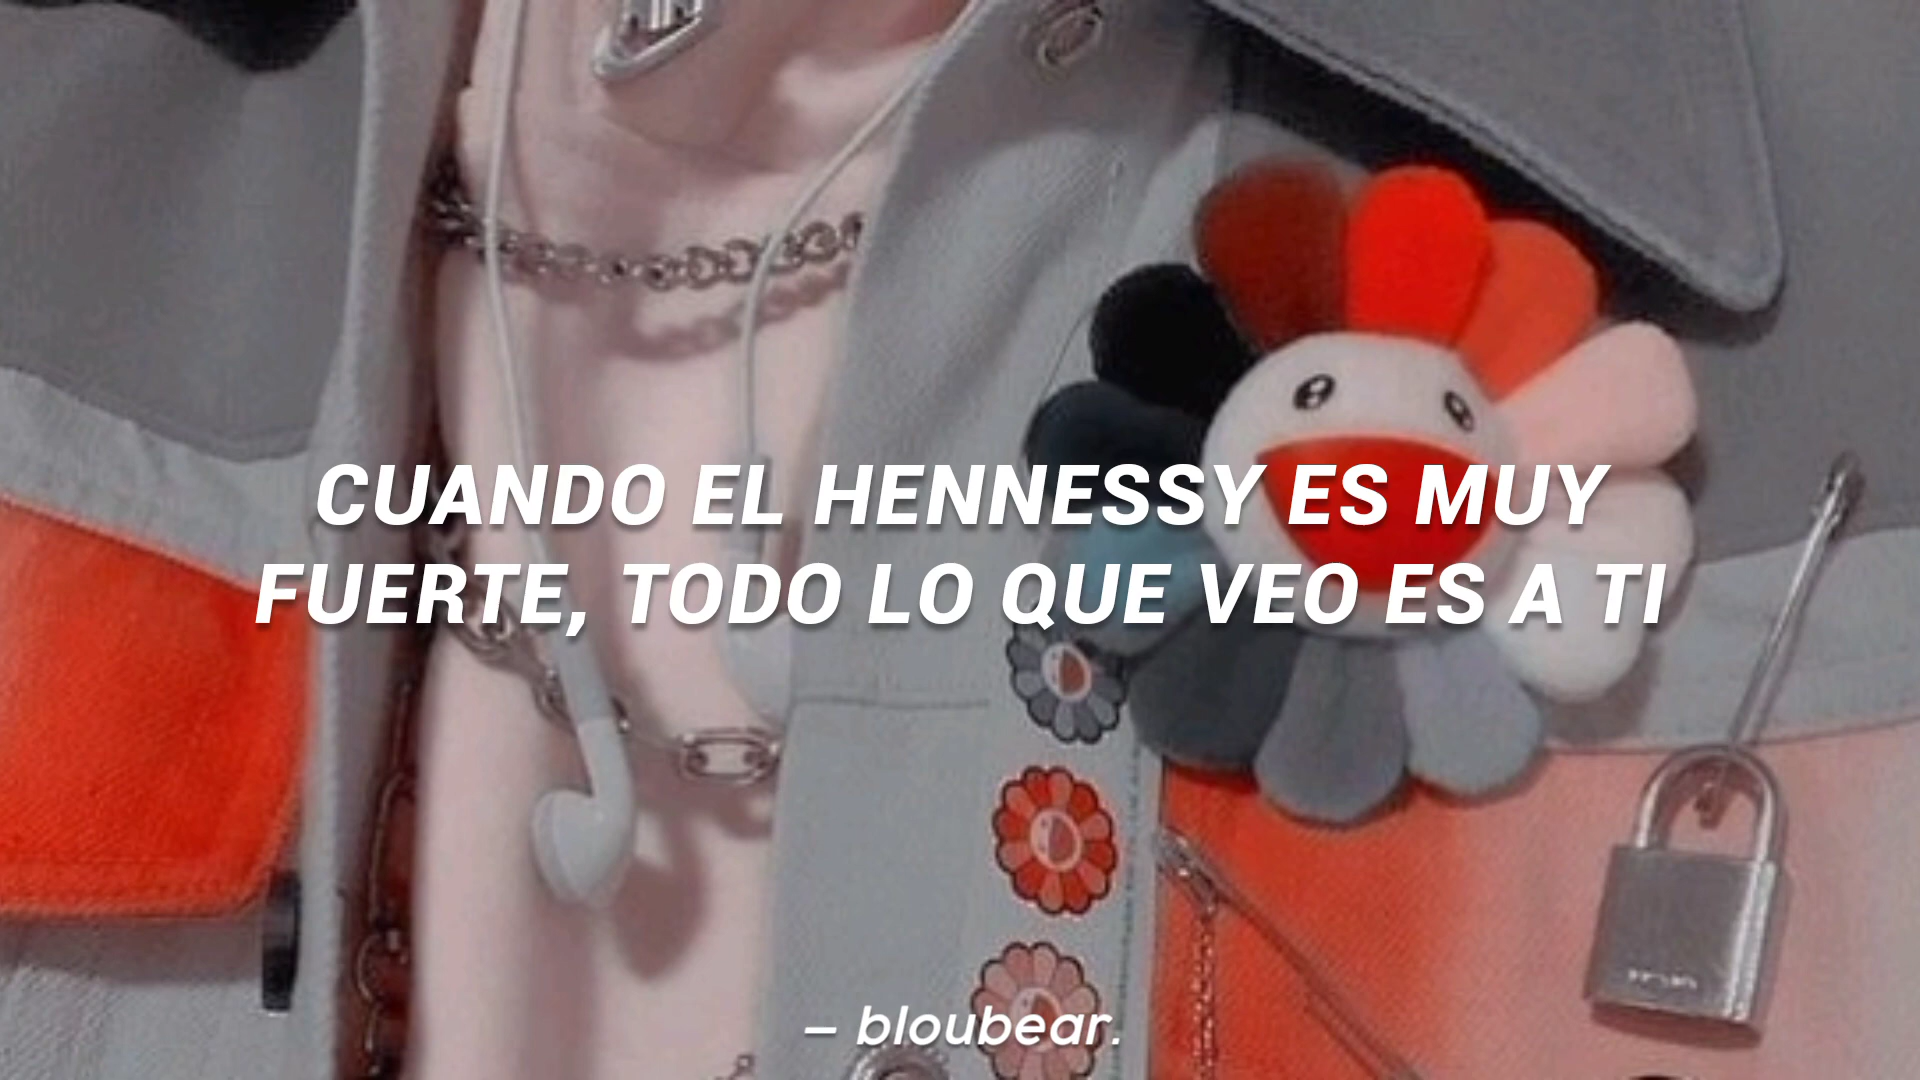 CUANDO EL HENNESSY ES MUY
FUERTE, TODO LO QUE VEO ES A TI
– bloubear.